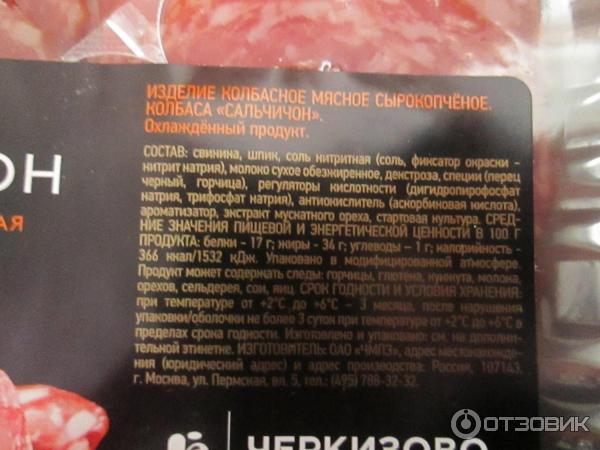 ИЗДЕЛИЕ КОЛБАСНОЕ МЯСНОЕ СЫРОКОПЧЁНОЕ.
КОЛБАСА «САЛЬЧИЧОН».
Охлаждённый продукт.
ОН
АЯ
СОСТАВ: свинина, шпик, соль нитритная (соль, фиксатор окраски -
нитрит натрия), молоко сухое обезжиренное, декстроза, специи (перец
черный, горчица), регуляторы кислотности (дигидропирофосфат
натрия, трифосфат натрия), антиокислитель (аскорбиновая кислота),
ароматизатор, экстракт мускатного ореха, стартовая культура. СРЕД-
НИЕ ЗНАЧЕНИЯ ПИЩЕВОЙ И ЭНЕРГЕТИЧЕСКОЙ ЦЕННОСТИ В 100 Г
ПРОДУКТА: белки - 17 г; жиры - 34 г; углеводы - 1 г; калорийность -
366 ккал/1532 кДж. Упаковано в модифицированной атмосфере.
Продукт может содержать следы: горчицы, глютена, кунжута, молока,
орехов, сельдерея, сои, яиц. СРОК ГОДНОСТИ И УСЛОВИЯ ХРАНЕНИЯ:
при температуре от +2°С до +6°С - 3 месяца, после нарушения
упаковки/оболочки не более 3 суток при температуре от +2°С до +6°С в
пределах срока годности. Изготовлено и упаковано: см. на дополни-
тельной этикетке. ИЗГОТОВИТЕЛЬ: ОАО «ЧМПЗ», адрес местонахожде-
ния (юридический адрес) и адрес производства: Россия, 107143,
г. Москва, ул. Пермская, вл. 5, тел.: (495) 788-32-32.
ЧЕРКИЗОВО
ОТЗОВИК